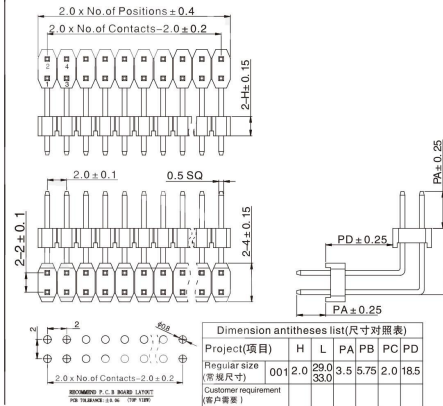 2.0 x No.of Positions±0.4
2.0 x No.of Contacts-2.0±0.2
2 4
1 3
2-H±0.15
2.0±0.1
0.5 SQ
2-2±0.1
2-4±0.15
PA±0.25
PD±0.25
PA±0.25
2
2
Φ0.8
2.0 x No.of Contacts-2.0±0.2
RECOMMEND P.C.B BOARD LAYOUT
PCB TOLERANCE:±0.06 (TOP VIEW)
Dimension antitheses list(尺寸对照表)
Project(项目) H L PA PB PC PD
Regular size
(常规尺寸) 001 2.0 29.0 33.0 3.5 5.75 2.0 18.5
Customer requirement
(客户需要)